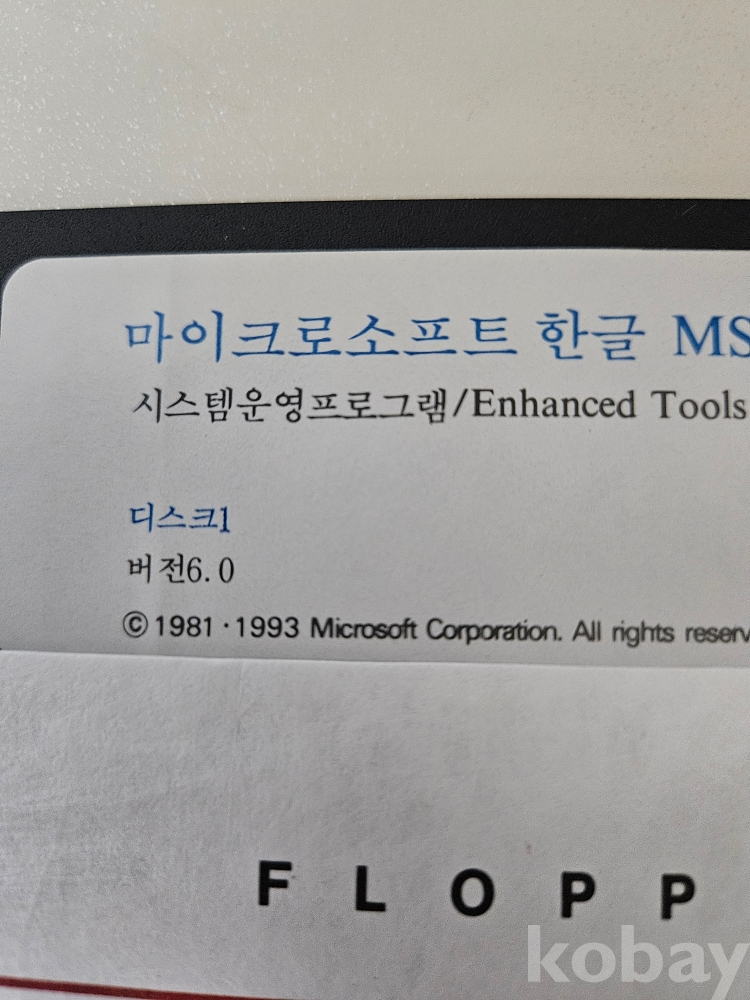 마이크로소프트 한글 MS
시스템운영프로그램/Enhanced Tools
디스크1
버전6.0
©1981·1993 Microsoft Corporation. All rights reserv
F L O P P
kobay